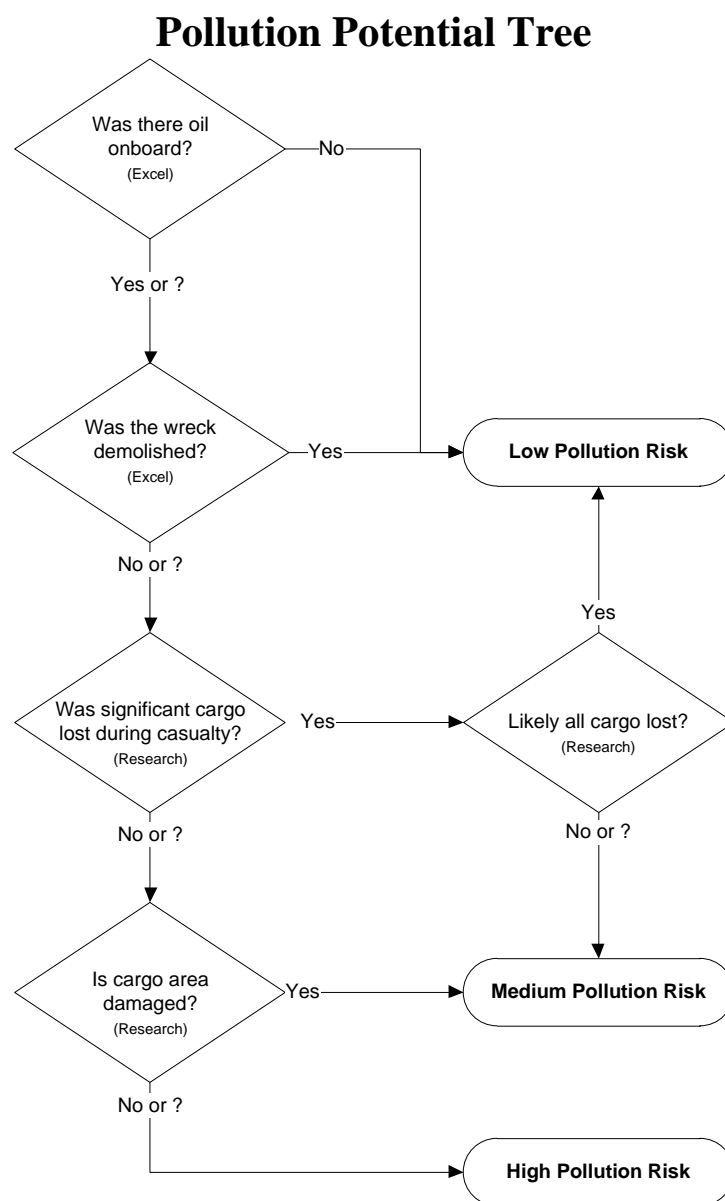 Pollution Potential Tree
Was there oil
onboard?
(Excel)
No
Yes or ?
Was the wreck
demolished?
(Excel)
Yes
Low Pollution Risk
No or ?
Yes
Was significant cargo
lost during casualty?
(Research)
Yes
Likely all cargo lost?
(Research)
No or ?
No or ?
Is cargo area
damaged?
(Research)
Yes
Medium Pollution Risk
No or ?
High Pollution Risk